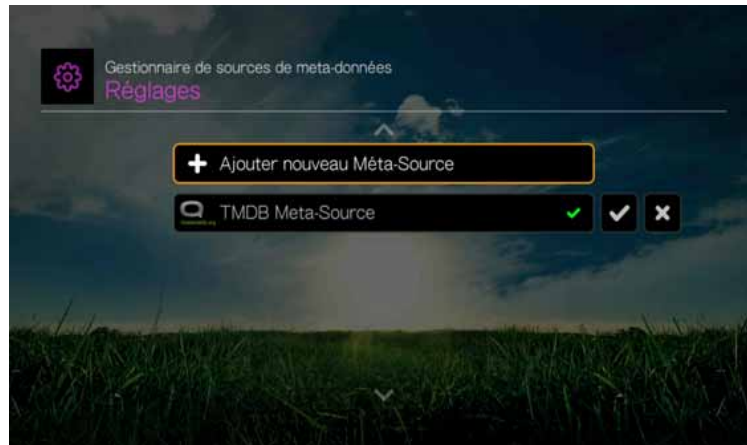 Gestionnaire de sources de meta-données
Réglages
Ajouter nouveau Méta-Source
TMDB Meta-Source